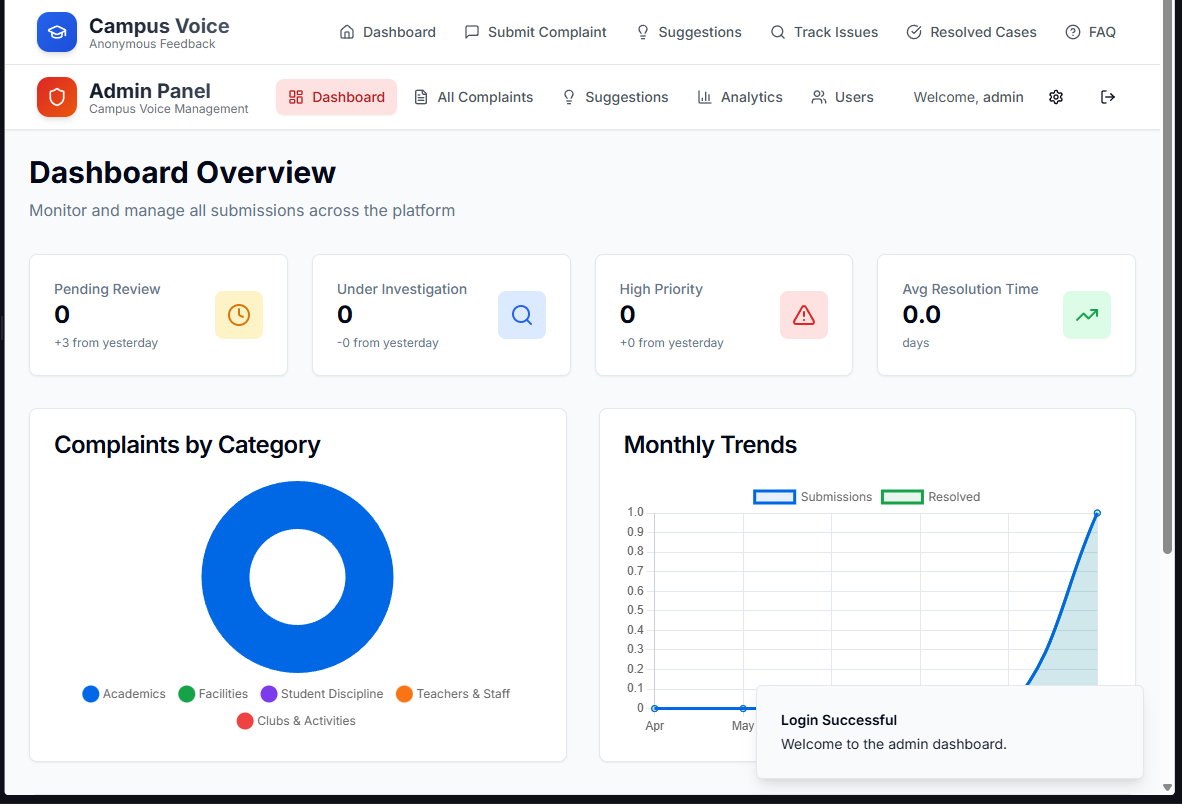 Campus Voice
Anonymous Feedback
Dashboard
Submit Complaint
Suggestions
Track Issues
Resolved Cases
FAQ
Admin Panel
Campus Voice Management
Dashboard
All Complaints
Suggestions
Analytics
Users
Welcome, admin
Dashboard Overview
Monitor and manage all submissions across the platform
Pending Review
0
+3 from yesterday
Under Investigation
0
-0 from yesterday
High Priority
0
+0 from yesterday
Avg Resolution Time
0.0
days
Complaints by Category
Academics
Facilities
Student Discipline
Teachers & Staff
Clubs & Activities
Monthly Trends
Submissions
Resolved
1.0
0.9
0.8
0.7
0.6
0.5
0.4
0.3
0.2
0.1
0
Apr
May
Login Successful
Welcome to the admin dashboard.